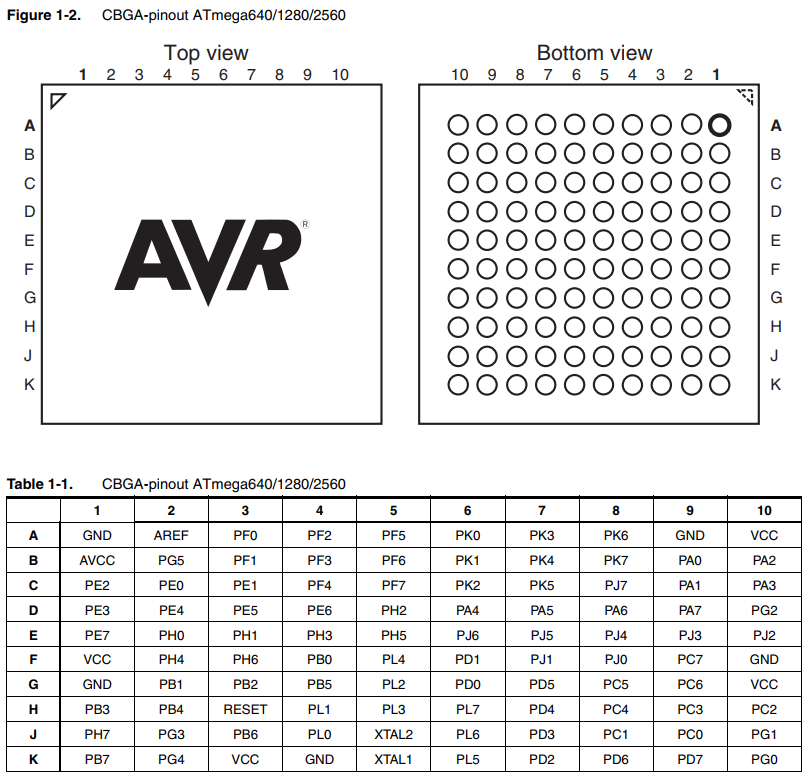 Figure 1-2. CBGA-pinout ATmega640/1280/2560
Top view
Bottom view
1 2 3 4 5 6 7 8 9 10
10 9 8 7 6 5 4 3 2 1
A A
B B
C C
D D
E E
F F
G G
H H
J J
K K
AVR®
Table 1-1. CBGA-pinout ATmega640/1280/2560
1 2 3 4 5 6 7 8 9 10
A GND AREF PF0 PF2 PF5 PK0 PK3 PK6 GND VCC
B AVCC PG5 PF1 PF3 PF6 PK1 PK4 PK7 PA0 PA2
C PE2 PE0 PE1 PF4 PF7 PK2 PK5 PJ7 PA1 PA3
D PE3 PE4 PE5 PE6 PH2 PA4 PA5 PA6 PA7 PG2
E PE7 PH0 PH1 PH3 PH5 PJ6 PJ5 PJ4 PJ3 PJ2
F VCC PH4 PH6 PB0 PL4 PD1 PJ1 PJ0 PC7 GND
G GND PB1 PB2 PB5 PL2 PD0 PD5 PC5 PC6 VCC
H PB3 PB4 RESET PL1 PL3 PL7 PD4 PC4 PC3 PC2
J PH7 PG3 PB6 PL0 XTAL2 PL6 PD3 PC1 PC0 PG1
K PB7 PG4 VCC GND XTAL1 PL5 PD2 PD6 PD7 PG0